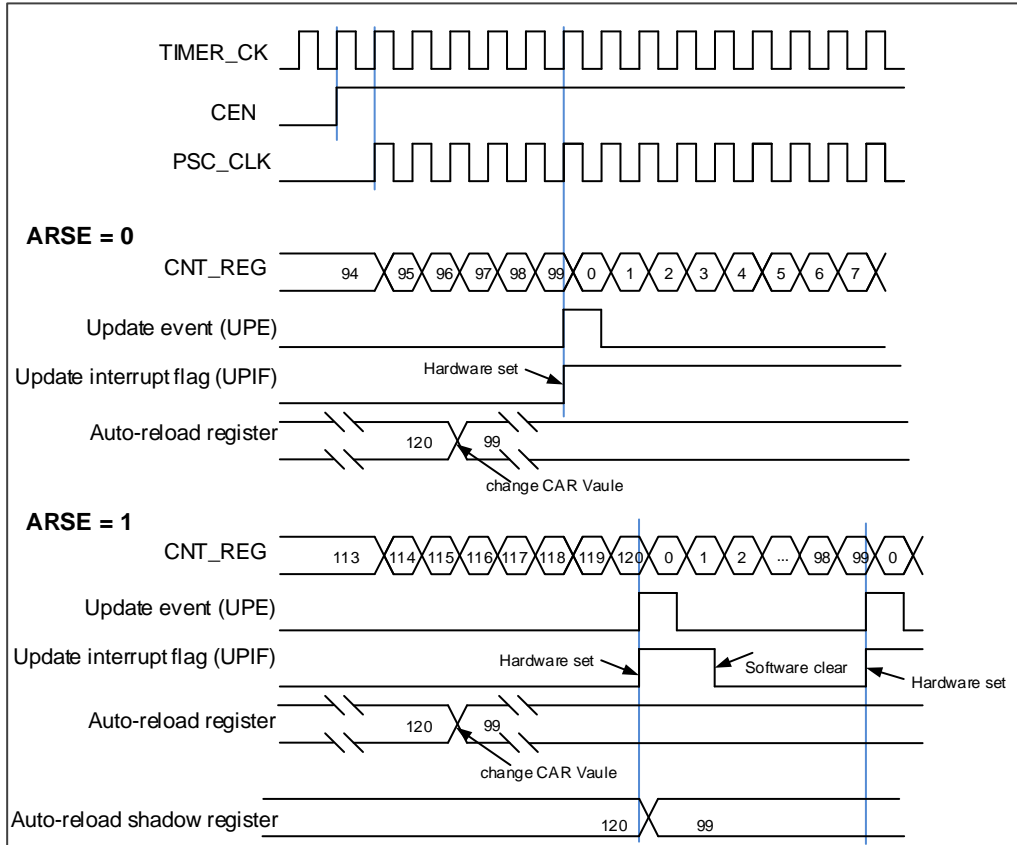 TIMER_CK
CEN
PSC_CLK
ARSE = 0
CNT_REG 94 95 96 97 98 99 0 1 2 3 4 5 6 7
Update event (UPE)
Update interrupt flag (UPIF) Hardware set
Auto-reload register 120 99
change CAR Vaule
ARSE = 1
CNT_REG 113 114 115 116 117 118 119 120 0 1 2 ... 98 99 0
Update event (UPE)
Update interrupt flag (UPIF) Hardware set Software clear Hardware set
Auto-reload register 120 99
change CAR Vaule
Auto-reload shadow register 120 99